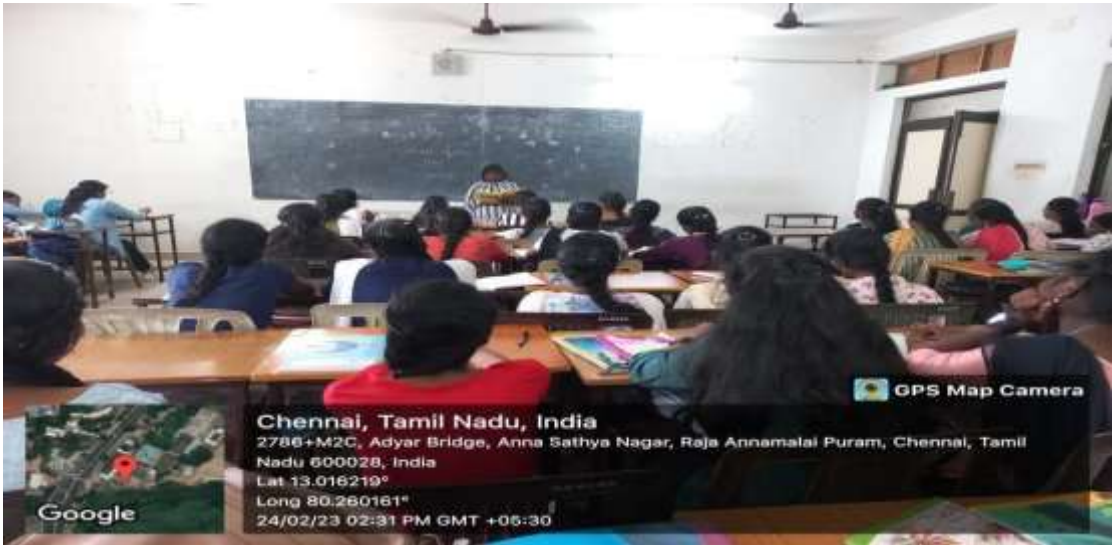 GPS Map Camera
Chennai, Tamil Nadu, India
2786+M2C, Adyar Bridge, Anna Sathya Nagar, Raja Annamalai Puram, Chennai, Tamil
Nadu 600028, India
Lat 13.016219°
Long 80.260161°
24/02/23 02:31 PM GMT +05:30
Google